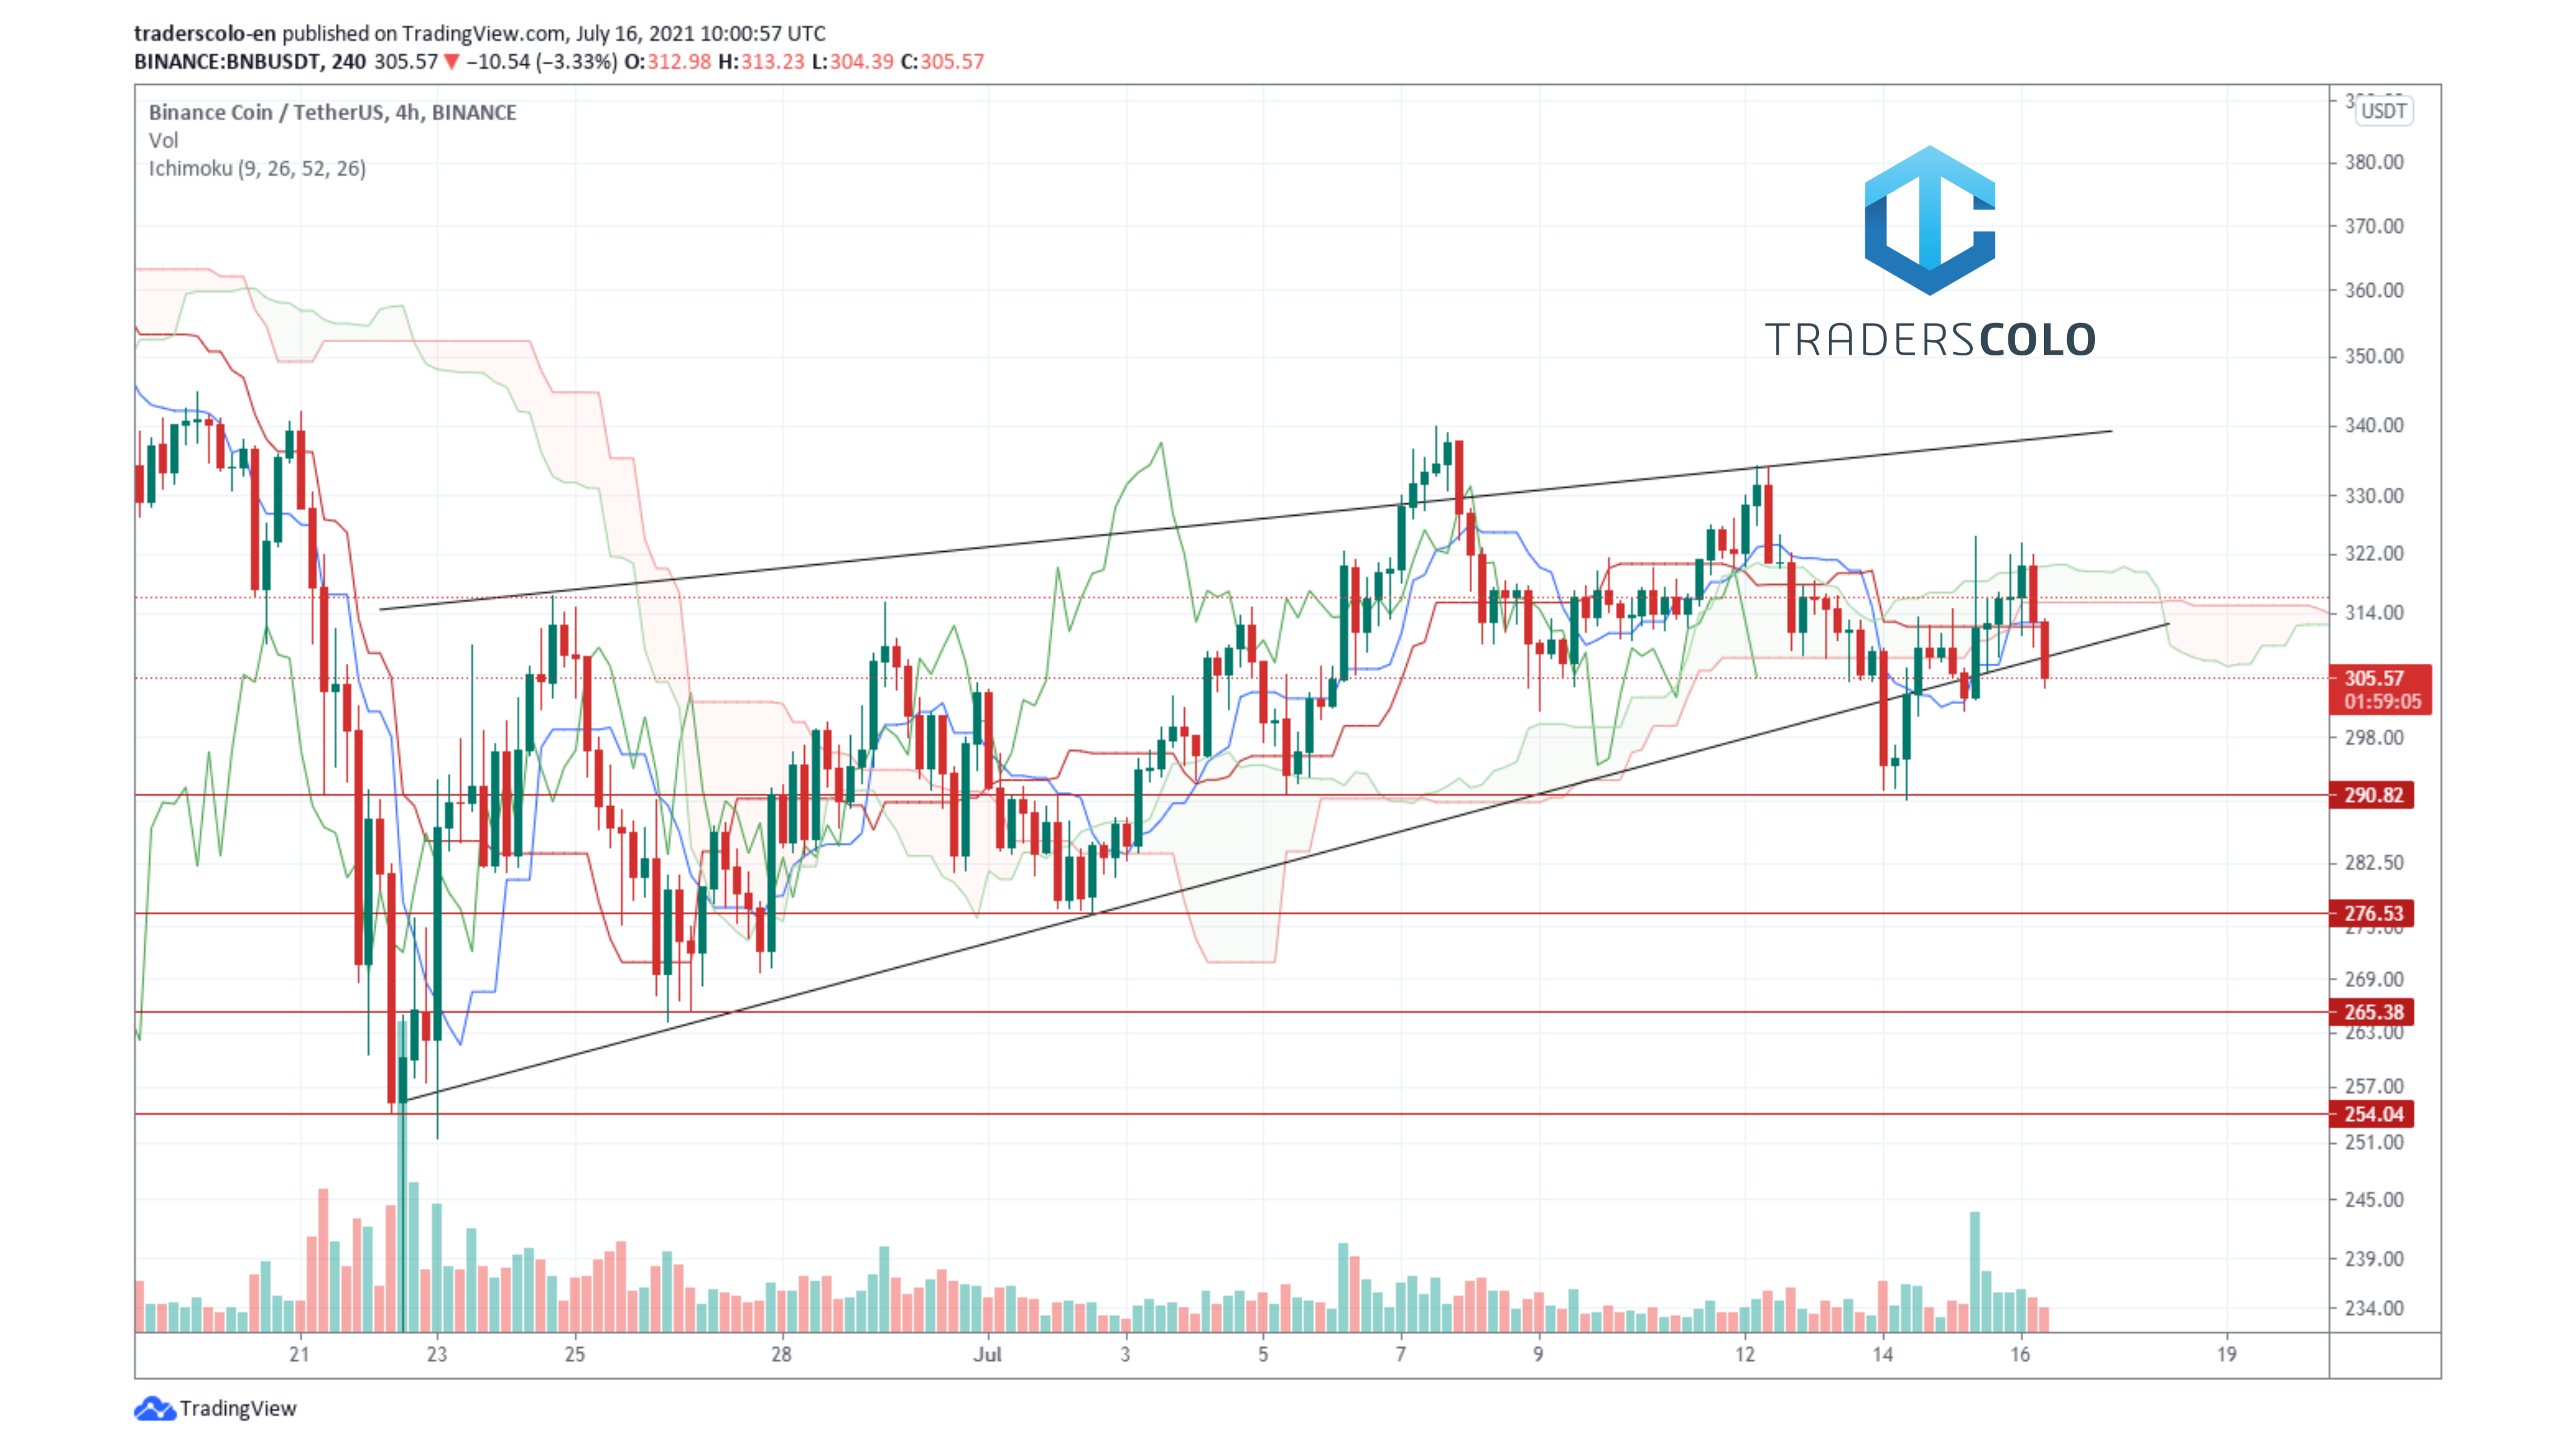 traderscolo-en published on TradingView.com, July 16, 2021 10:00:57 UTC
BINANCE:BNBUSDT, 240 305.57 ▼ −10.54 (−3.33%) O:312.98 H:313.23 L:304.39 C:305.57
Binance Coin / TetherUS, 4h, BINANCE
Vol
Ichimoku (9, 26, 52, 26)
USDT
380.00
370.00
TRADERSCOLO
360.00
350.00
340.00
330.00
322.00
314.00
305.57
01:59:05
298.00
290.82
282.50
276.53
275.00
269.00
265.38
263.00
257.00
254.04
251.00
245.00
239.00
234.00
21 23 25 28 Jul 3 5 7 9 12 14 16 19
TradingView